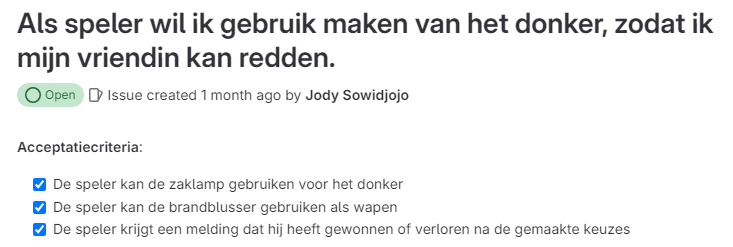 Als speler wil ik gebruik maken van het donker, zodat ik
mijn vriendin kan redden.
Open Issue created 1 month ago by Jody Sowidjojo
Acceptatiecriteria:
De speler kan de zaklamp gebruiken voor het donker
De speler kan de brandblusser gebruiken als wapen
De speler krijgt een melding dat hij heeft gewonnen of verloren na de gemaakte keuzes